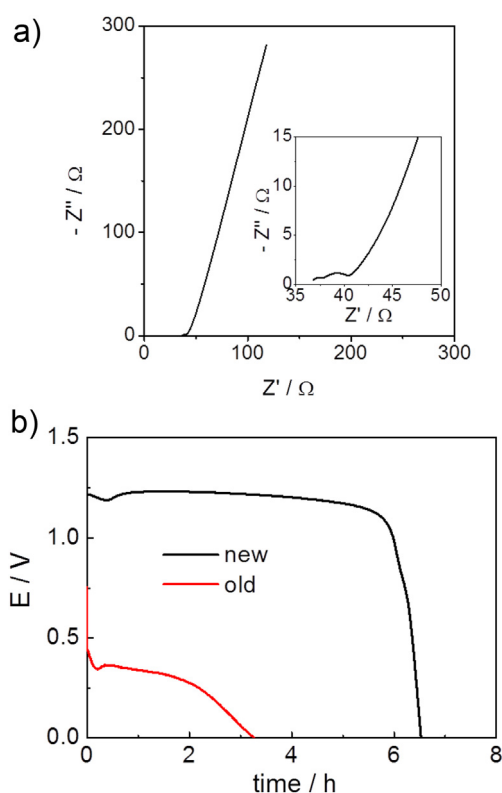 a)
300
200
100
0
- Z'' / Ω
0 100 200 300
Z' / Ω
15
10
5
0
- Z'' / Ω
35 40 45 50
Z' / Ω
b)
1.5
1.0
0.5
0.0
E / V
new
old
0 2 4 6 8
time / h